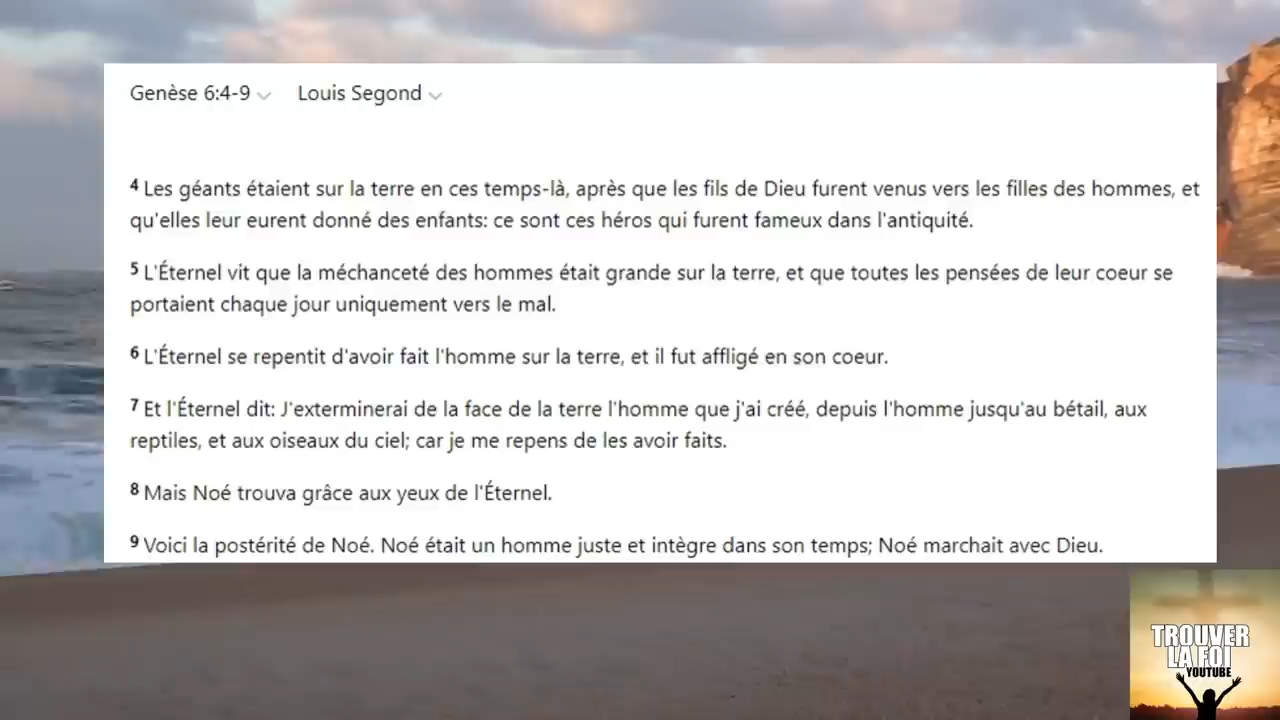 Genèse 6:4-9 Louis Segond
4 Les géants étaient sur la terre en ces temps-là, après que les fils de Dieu furent venus vers les filles des hommes, et
qu'elles leur eurent donné des enfants: ce sont ces héros qui furent fameux dans l'antiquité.
5 L'Éternel vit que la méchanceté des hommes était grande sur la terre, et que toutes les pensées de leur coeur se
portaient chaque jour uniquement vers le mal.
6 L'Éternel se repentit d'avoir fait l'homme sur la terre, et il fut affligé en son coeur.
7 Et l'Éternel dit: J'exterminerai de la face de la terre l'homme que j'ai créé, depuis l'homme jusqu'au bétail, aux
reptiles, et aux oiseaux du ciel; car je me repens de les avoir faits.
8 Mais Noé trouva grâce aux yeux de l'Éternel.
9 Voici la postérité de Noé. Noé était un homme juste et intègre dans son temps; Noé marchait avec Dieu.
TROUVER
LA FOI
YOUTUBE